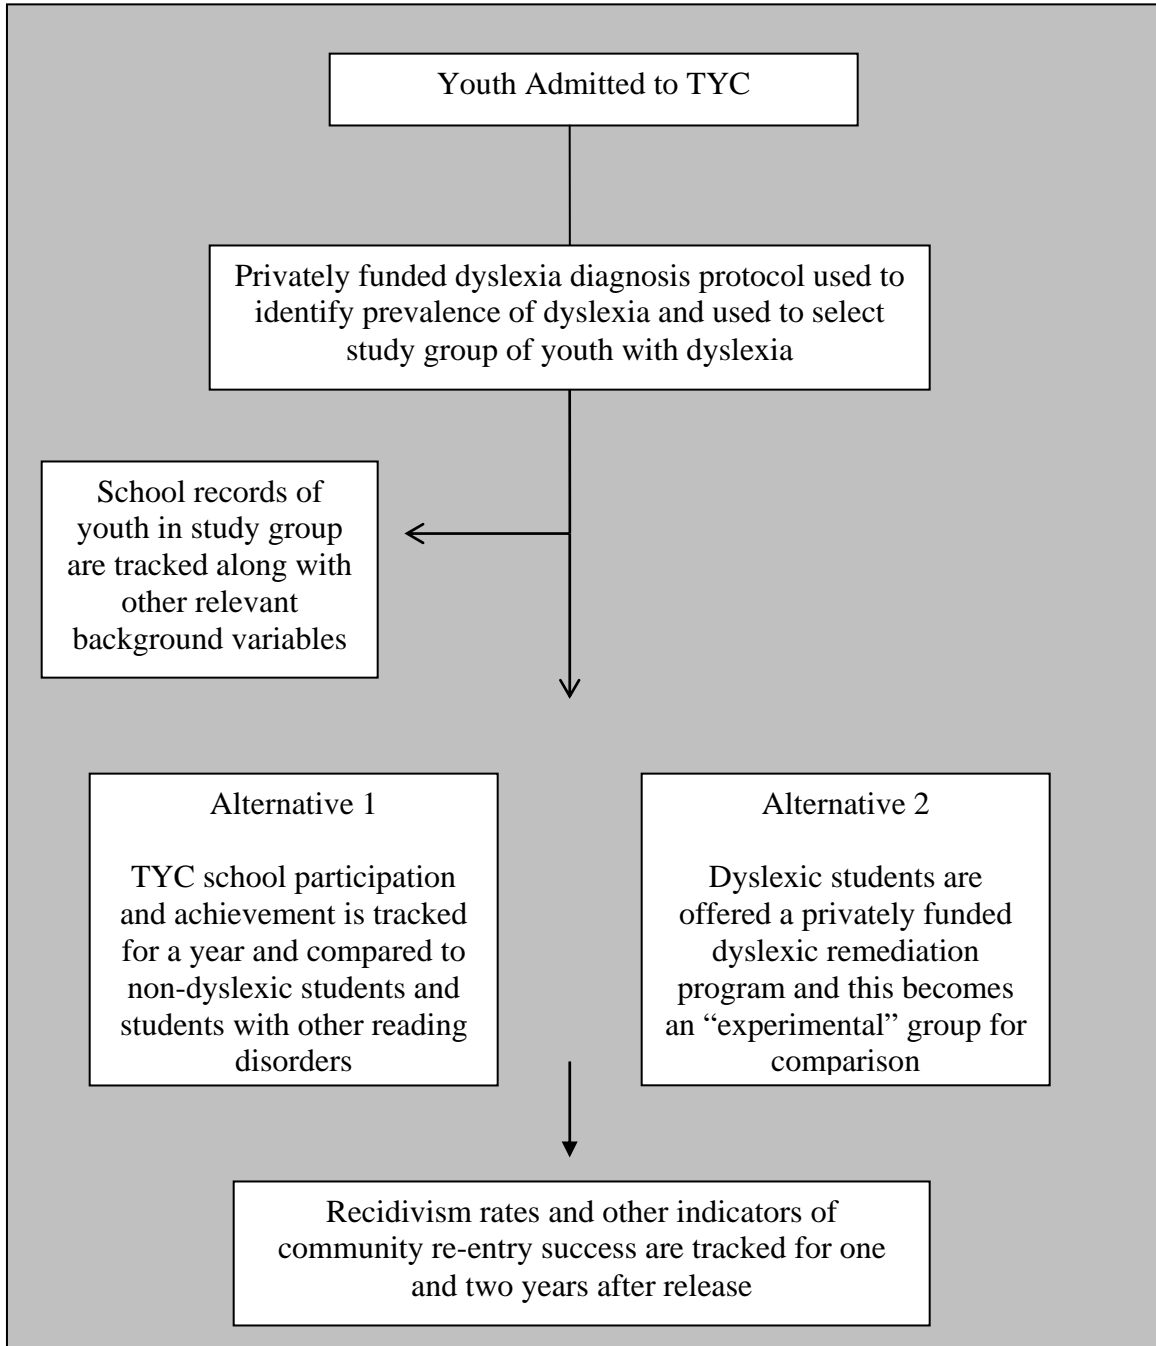 Youth Admitted to TYC
Privately funded dyslexia diagnosis protocol used to
identify prevalence of dyslexia and used to select
study group of youth with dyslexia
School records of
youth in study group
are tracked along with
other relevant
background variables
Alternative 1
TYC school participation
and achievement is tracked
for a year and compared to
non-dyslexic students and
students with other reading
disorders
Alternative 2
Dyslexic students are
offered a privately funded
dyslexic remediation
program and this becomes
an “experimental” group for
comparison
Recidivism rates and other indicators of
community re-entry success are tracked for one
and two years after release